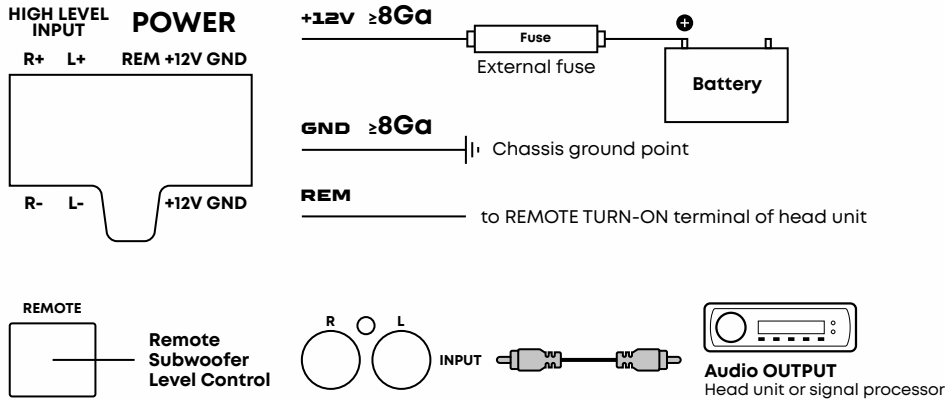 HIGH LEVEL
INPUT
POWER
R+ L+ REM +12V GND
R- L- +12V GND
+12V ≥8Ga
Fuse
External fuse
+
Battery
GND ≥8Ga
Chassis ground point
REM
to REMOTE TURN-ON terminal of head unit
REMOTE
Remote
Subwoofer
Level Control
R L
INPUT
Audio OUTPUT
Head unit or signal processor